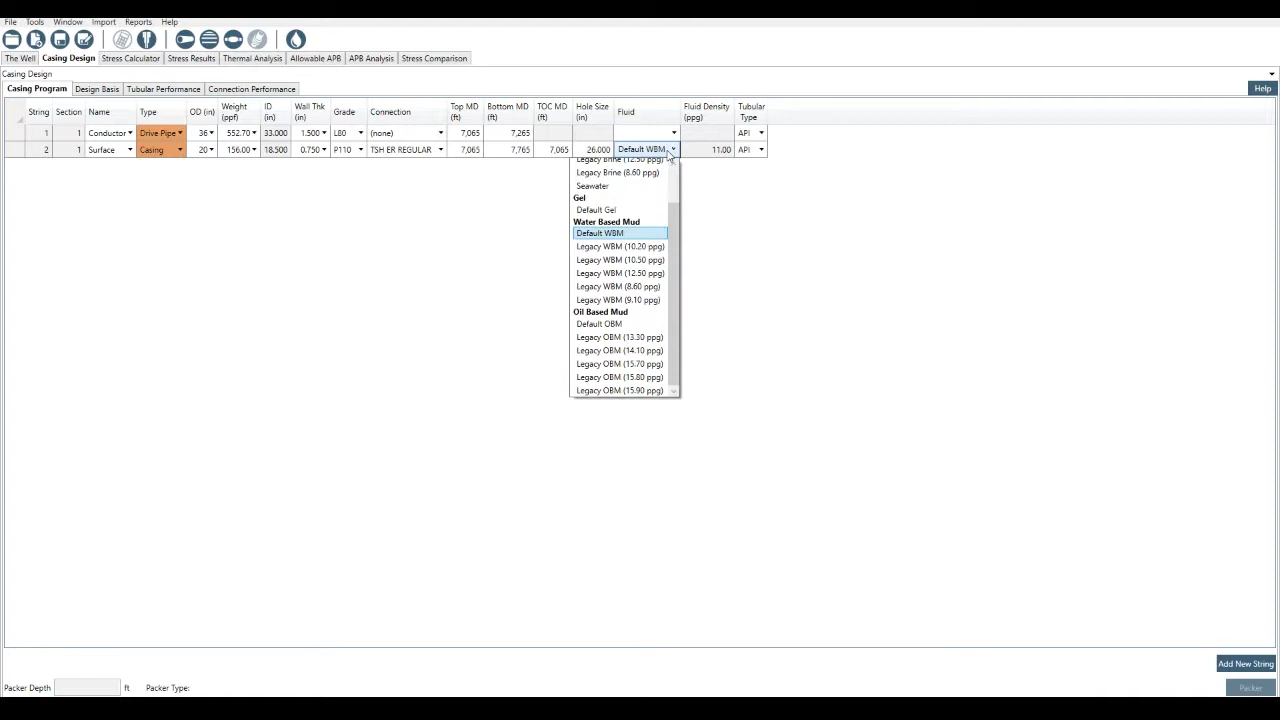 File Tools Window Import Reports Help
The Well Casing Design Stress Calculator Stress Results Thermal Analysis Allowable APB APB Analysis Stress Comparison
Casing Design
Casing Program Design Basis Tubular Performance Connection Performance Help
String Section Name Type OD (in) Weight (ppf) ID (in) Wall Thk (in) Grade Connection Top MD (ft) Bottom MD (ft) TOC MD (ft) Hole Size (in) Fluid Fluid Density (ppg) Tubular Type
1 1 Conductor Drive Pipe 36 552.70 33.000 1.500 L80 (none) 7,065 7,265 API
2 1 Surface Casing 20 156.00 18.500 0.750 P110 TSH ER REGULAR 7,065 7,765 7,065 26.000 Default WBM 11.00 API
Legacy Brine (12.50 ppg)
Legacy Brine (8.60 ppg)
Seawater
Gel
Default Gel
Water Based Mud
Default WBM
Legacy WBM (10.20 ppg)
Legacy WBM (10.50 ppg)
Legacy WBM (12.50 ppg)
Legacy WBM (8.60 ppg)
Legacy WBM (9.10 ppg)
Oil Based Mud
Default OBM
Legacy OBM (13.30 ppg)
Legacy OBM (14.10 ppg)
Legacy OBM (15.70 ppg)
Legacy OBM (15.80 ppg)
Legacy OBM (15.90 ppg)
Add New String
Packer Depth ft Packer Type: Packer